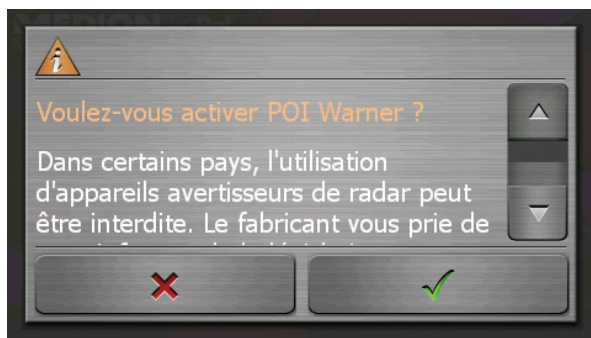 Voulez-vous activer POI Warner ?
Dans certains pays, l'utilisation
d'appareils avertisseurs de radar peut
être interdite. Le fabricant vous prie de